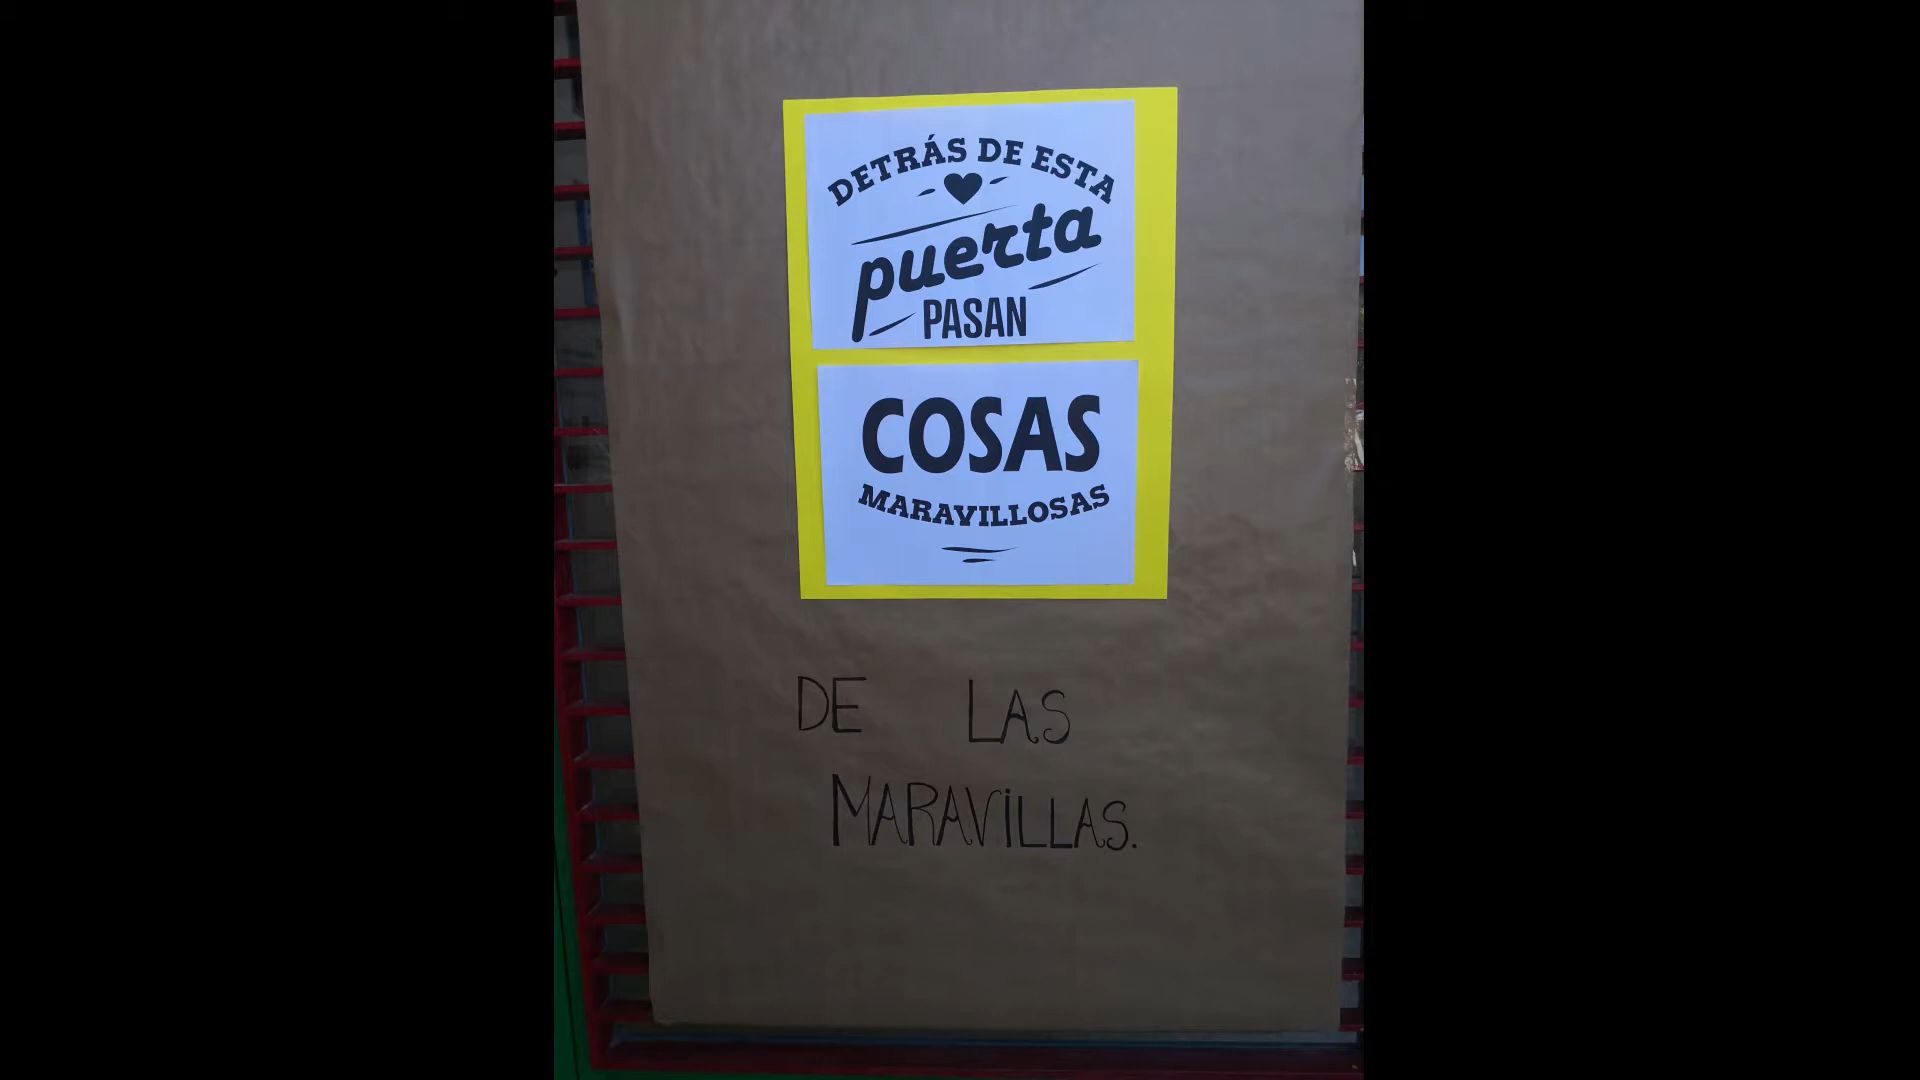 DETRÁS DE ESTA
puerta
PASAN
COSAS
MARAVILLOSAS
DE LAS
MARAViLLAS.